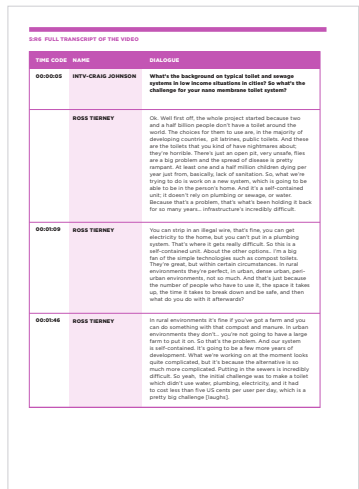 S:R6 FULL TRANSCRIPT OF THE VIDEO
TIME CODE NAME DIALOGUE
00:00:05 INTV-CRAIG JOHNSON What's the background on typical toilet and sewage
systems in low income situations in cities? So what's the
challenge for your nano membrane toilet system?
ROSS TIERNEY Ok. Well first off, the whole project started because two
and a half billion people don't have a toilet around the
world. The choices for them to use are, in the majority of
developing countries, pit latrines, public toilets. And these
are the toilets that you kind of have nightmares about;
they're horrible. There's just an open pit, very unsafe, flies
are a big problem and the spread of disease is pretty
rampant. At least one and a half million children dying per
year just from, basically, lack of sanitation. So, what we're
trying to do is work on a new system, which is going to be
able to be in the person's home. And it's a self-contained
unit; it doesn't rely on plumbing or sewage, or water.
Because that's a problem, that's what's been holding it back
for so many years... infrastructure's incredibly difficult.
00:01:09 ROSS TIERNEY You can strip in an illegal wire, that's fine, you can get
electricity to the home, but you can't put in a plumbing
system. That's where it gets really difficult. So this is a
self-contained unit. About the other options.. I'm a big
fan of the simple technologies such as compost toilets.
They're great, but within certain circumstances. In rural
environments they're perfect, in urban, dense urban, peri-
urban environments, not so much. And that's just because
the number of people who have to use it, the space it takes
up, the time it takes to break down and be safe, and then
what do you do with it afterwards?
00:01:46 ROSS TIERNEY In rural environments it's fine if you've got a farm and you
can do something with that compost and manure. In urban
environments they don't... you're not going to have a large
farm to put it on. So that's the problem. And our system
is self-contained. It's going to be a few more years of
development. What we're working on at the moment looks
quite complicated, but it's because the alternative is so
much more complicated. Putting in the sewers is incredibly
difficult. So yeah, the initial challenge was to make a toilet
which didn't use water, plumbing, electricity, and it had
to cost less than five US cents per user per day, which is a
pretty big challenge [laughs].